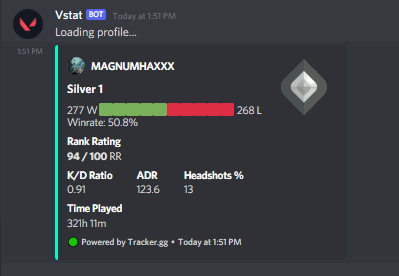 Vstat BOT Today at 1:51 PM
Loading profile...
1:51 PM
MAGNUMHAXXX
Silver 1
277 W 268 L
Winrate: 50.8%
Rank Rating
94 / 100 RR
K/D Ratio ADR Headshots %
0.91 123.6 13
Time Played
321h 11m
Powered by Tracker.gg • Today at 1:51 PM